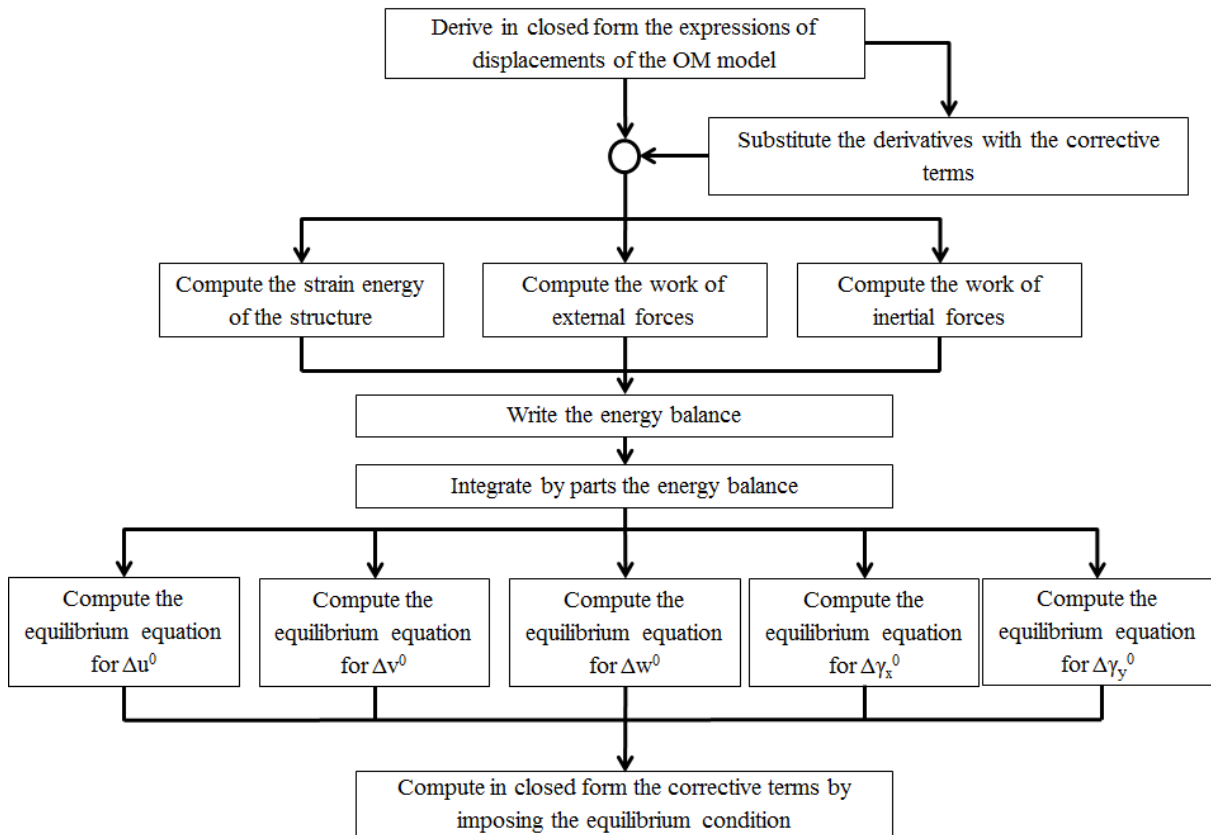 Derive in closed form the expressions of
displacements of the OM model
Substitute the derivatives with the corrective
terms
Compute the strain energy
of the structure
Compute the work of
external forces
Compute the work of
inertial forces
Write the energy balance
Integrate by parts the energy balance
Compute the
equilibrium equation
for Δu⁰
Compute the
equilibrium equation
for Δv⁰
Compute the
equilibrium equation
for Δw⁰
Compute the
equilibrium equation
for Δγₓ⁰
Compute the
equilibrium equation
for Δγ_y⁰
Compute in closed form the corrective terms by
imposing the equilibrium condition